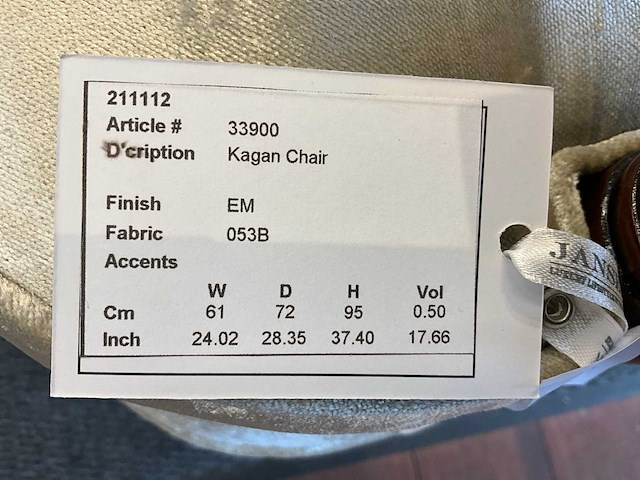 211112
Article # 33900
D'cription Kagan Chair
Finish EM
Fabric 053B
Accents
W D H Vol
Cm 61 72 95 0.50
Inch 24.02 28.35 37.40 17.66
JANS